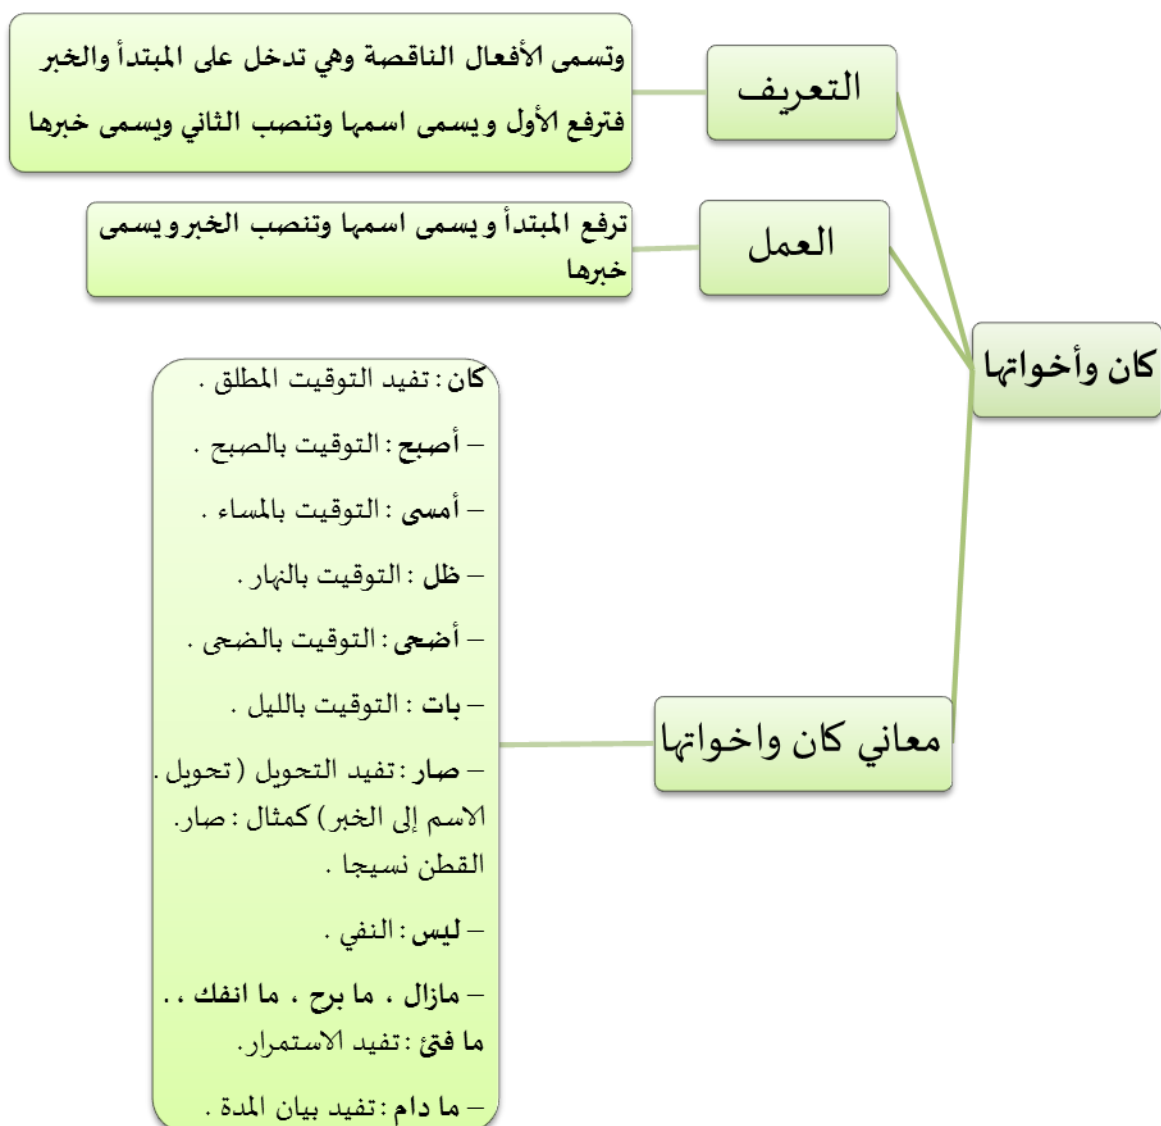 كان وأخواتها
التعريف
وتسمى الأفعال الناقصة وهي تدخل على المبتدأ والخبر
فترفع الأول ويسمى اسمها وتنصب الثاني ويسمى خبرها
العمل
ترفع المبتدأ ويسمى اسمها وتنصب الخبر ويسمى
خبرها
معاني كان واخواتها
كان : تفيد التوقيت المطلق .
– أصبح : التوقيت بالصبح .
– أمسى : التوقيت بالمساء .
– ظل : التوقيت بالنهار .
– أضحى : التوقيت بالضحى .
– بات : التوقيت بالليل .
– صار : تفيد التحويل ( تحويل .
الاسم إلى الخبر ) كمثال : صار.
القطن نسيجا .
– ليس : النفي .
– مازال ، ما برح ، ما انفك ، .
ما فتئ : تفيد الاستمرار.
– ما دام : تفيد بيان المدة .